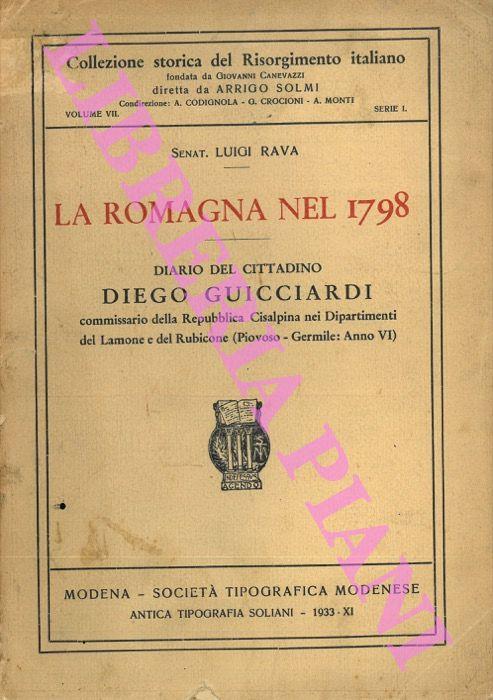 Collezione storica del Risorgimento italiano
fondata da GIOVANNI CANEVAZZI
diretta da ARRIGO SOLMI
Condirezione: A. CODIGNOLA - G. CROCIONI - A. MONTI
VOLUME VII. SERIE I.
SENAT. LUIGI RAVA
LA ROMAGNA NEL 1798
DIARIO DEL CITTADINO
DIEGO GUICCIARDI
commissario della Repubblica Cisalpina nei Dipartimenti
del Lamone e del Rubicone (Piovoso - Germile: Anno VI)
AGENDO
MODENA - SOCIETÀ TIPOGRAFICA MODENESE
ANTICA TIPOGRAFIA SOLIANI - 1933 - XI
LIBRERIA PIANI